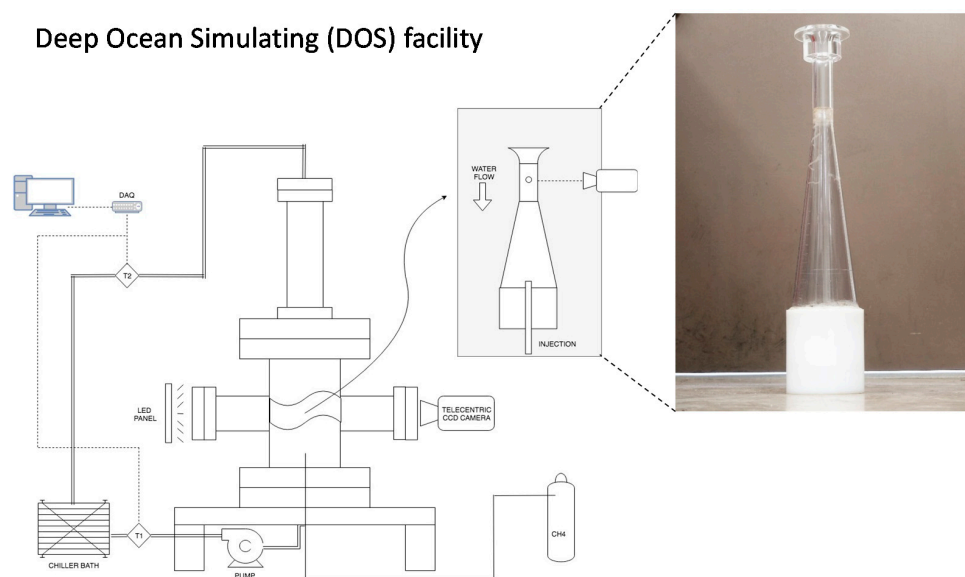 Deep Ocean Simulating (DOS) facility
WATER
FLOW
DAQ
T2
INJECTION
LED
PANEL
TELECENTRIC
CCD CAMERA
T1
CHILLER BATH
PUMP
CH4